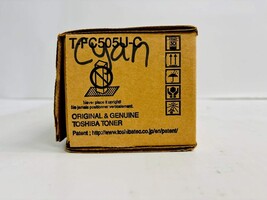 T-FC505U-C
Cyan
Never place it upright!
Ne jamais positionner verticalement.
ORIGINAL & GENUINE
TOSHIBA TONER
Patent ; http://www.toshibatec.co.jp/en/patent/